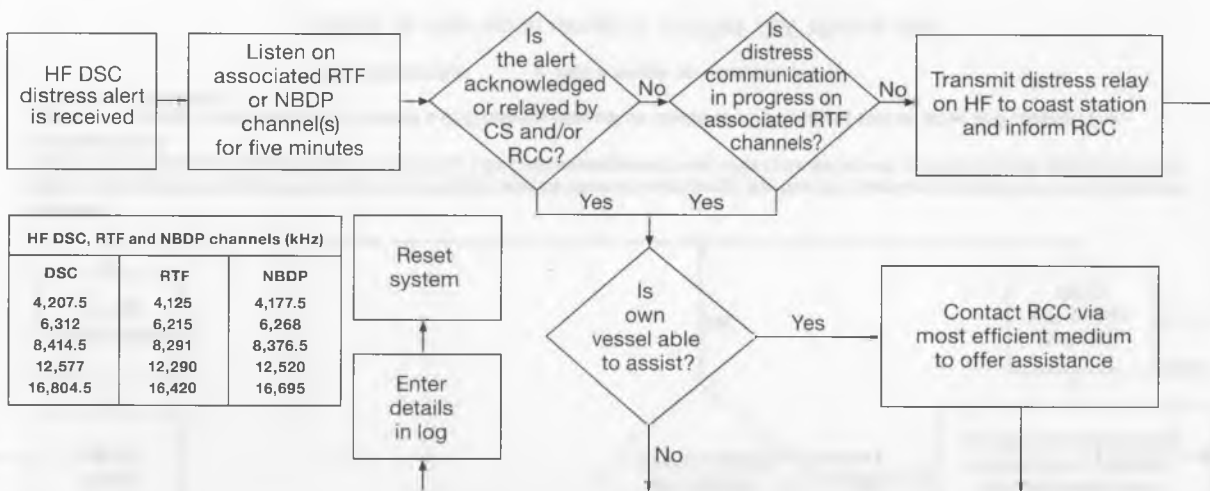 HF DSC
distress alert
is received
Listen on
associated RTF
or NBDP
channel(s)
for five minutes
Is
the alert
acknowledged
or relayed by
CS and/or
RCC?
No
Is
distress
communication
in progress on
associated RTF
channels?
No
Transmit distress relay
on HF to coast station
and inform RCC
Yes
Yes
HF DSC, RTF and NBDP channels (kHz)
DSC RTF NBDP
4,207.5 4,125 4,177.5
6,312 6,215 6,268
8,414.5 8,291 8,376.5
12,577 12,290 12,520
16,804.5 16,420 16,695
Reset
system
Enter
details
in log
Is
own
vessel able
to assist?
Yes
No
Contact RCC via
most efficient medium
to offer assistance